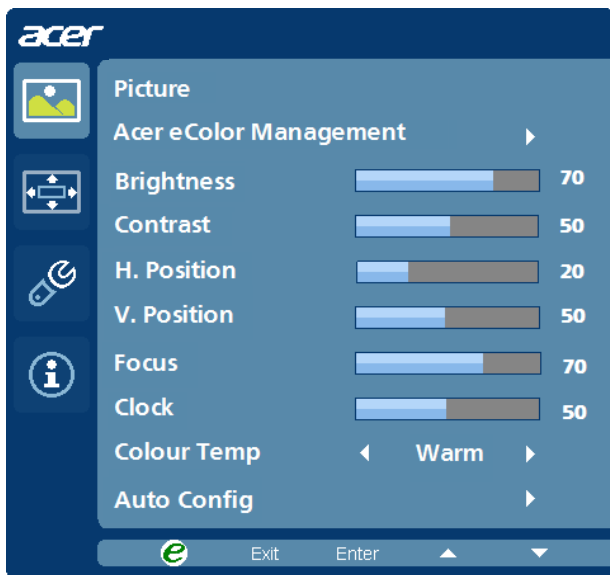 acer
Picture
Acer eColor Management
Brightness 70
Contrast 50
H. Position 20
V. Position 50
Focus 70
Clock 50
Colour Temp Warm
Auto Config
e Exit Enter